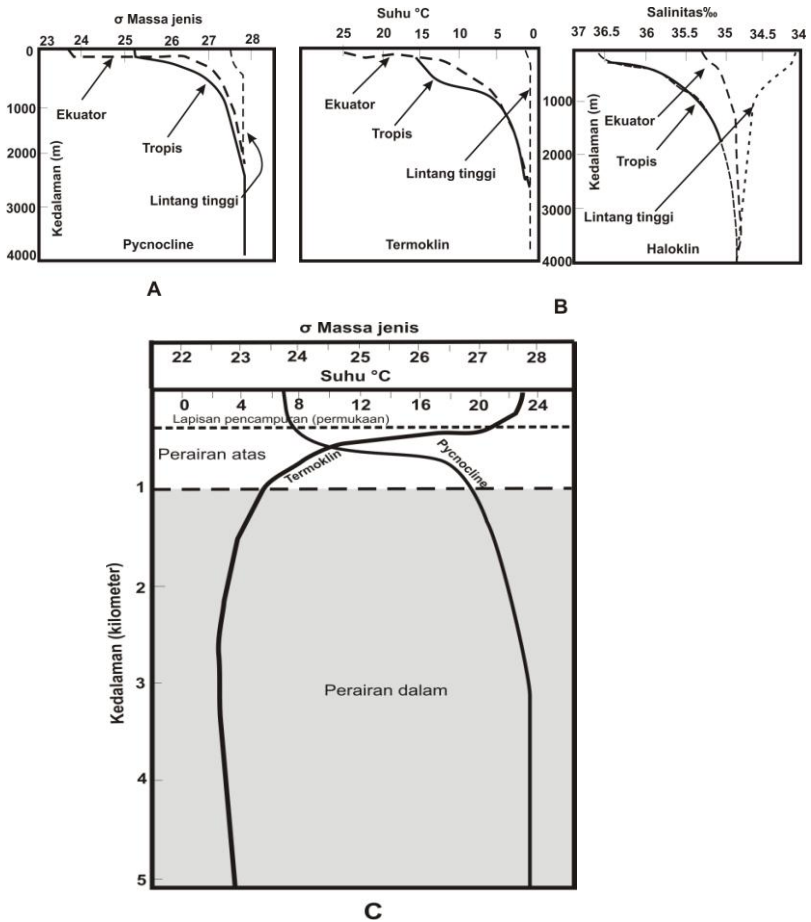 σ Massa jenis
23 24 25 26 27 28
0
1000
2000
3000
4000
Kedalaman (m)
Ekuator
Tropis
Lintang tinggi
Pycnocline
A
Suhu °C
25 20 15 10 5 0
Ekuator
Tropis
Lintang tinggi
Termoklin
B
Salinitas‰
37 36.5 36 35.5 35 34.5 34
0
1000
2000
3000
4000
Kedalaman (m)
Ekuator
Tropis
Lintang tinggi
Haloklin
σ Massa jenis
22 23 24 25 26 27 28
Suhu °C
0 4 8 12 16 20 24
Lapisan pencampuran (permukaan)
Perairan atas
Termoklin
Pycnocline
1
2
3
4
5
Kedalaman (kilometer)
Perairan dalam
C